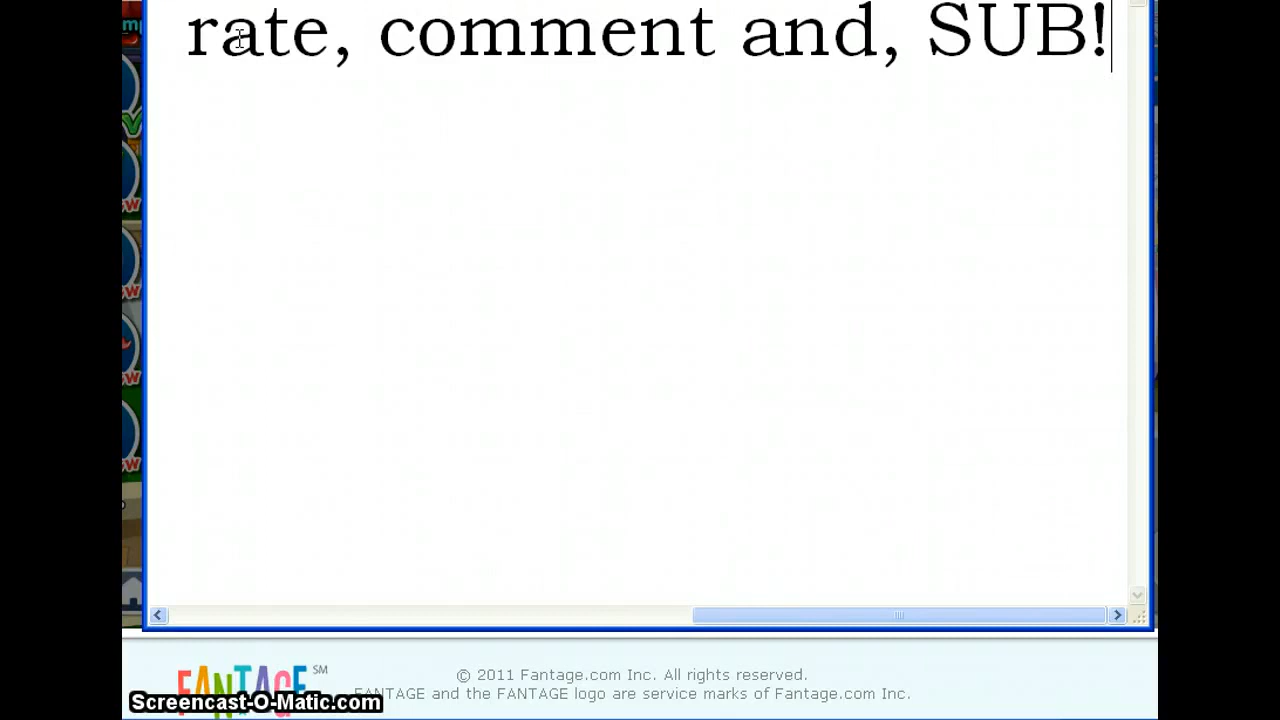 rate, comment and, SUB!
FANTAGE SM
© 2011 Fantage.com Inc. All rights reserved.
FANTAGE and the FANTAGE logo are service marks of Fantage.com Inc.
Screencast-O-Matic.com